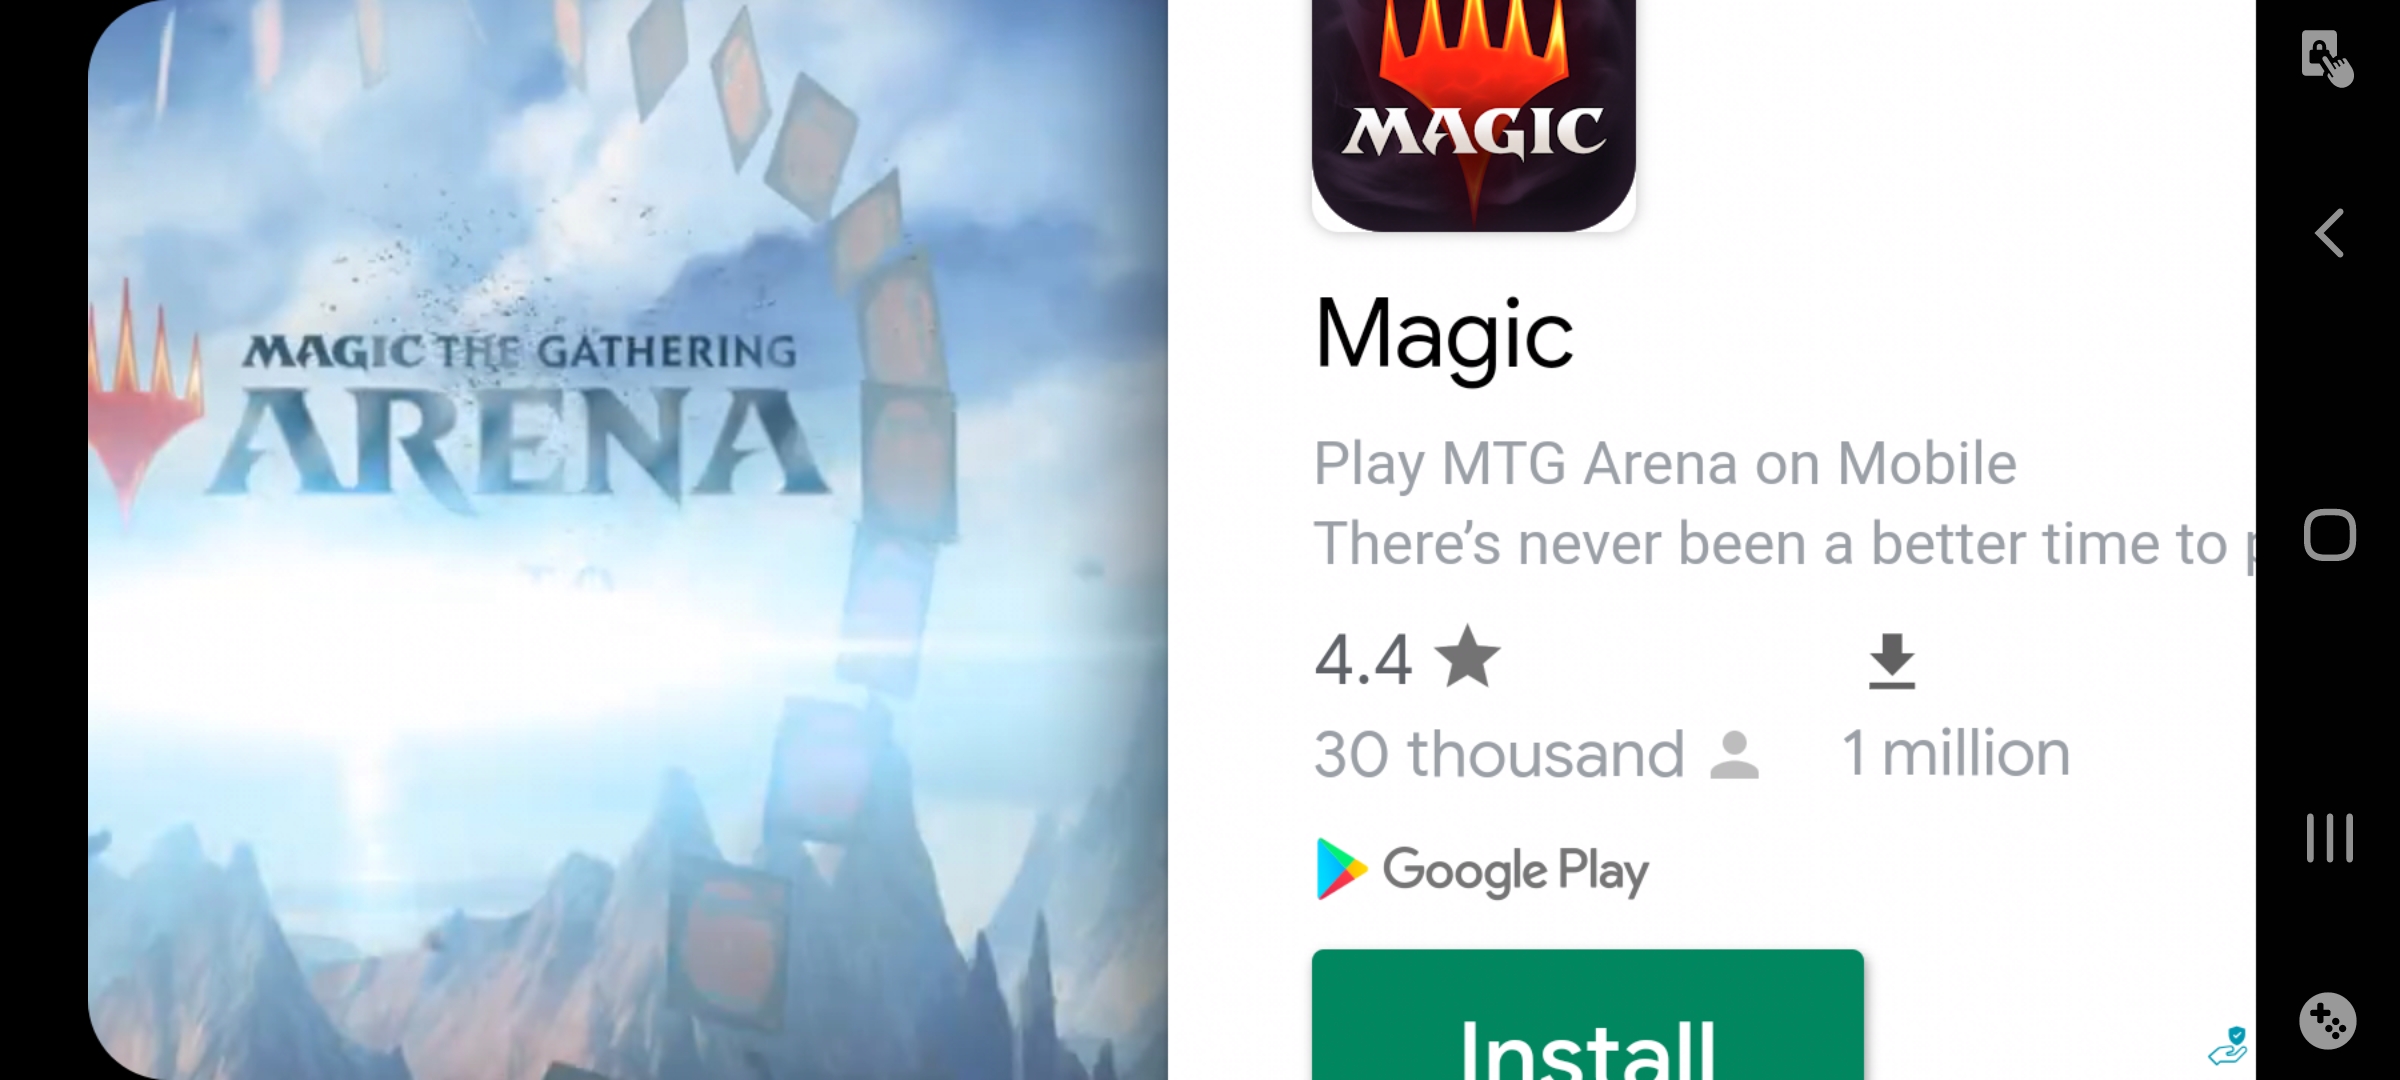 MAGIC THE GATHERING
ARENA
MAGIC
Magic
Play MTG Arena on Mobile
There's never been a better time to
4.4
30 thousand
1 million
Google Play
Install